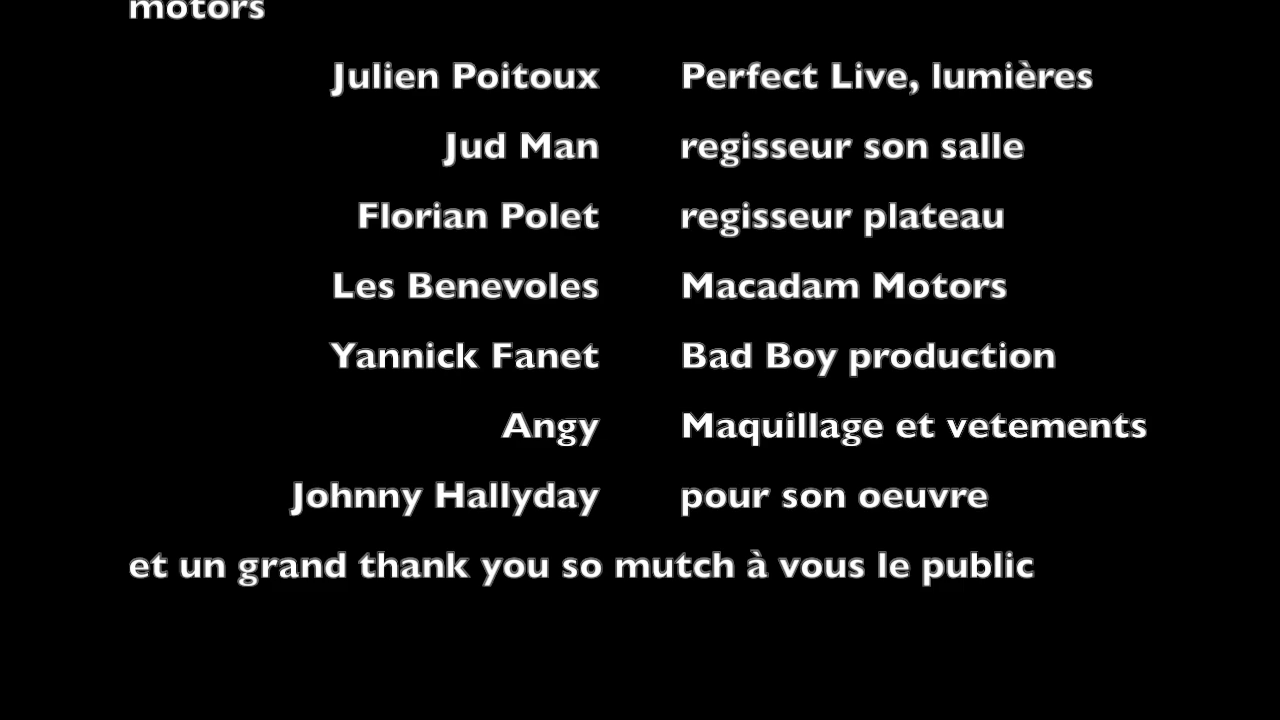 motors
Julien Poitoux Perfect Live, lumières
Jud Man regisseur son salle
Florian Polet regisseur plateau
Les Benevoles Macadam Motors
Yannick Fanet Bad Boy production
Angy Maquillage et vetements
Johnny Hallyday pour son oeuvre
et un grand thank you so mutch à vous le public